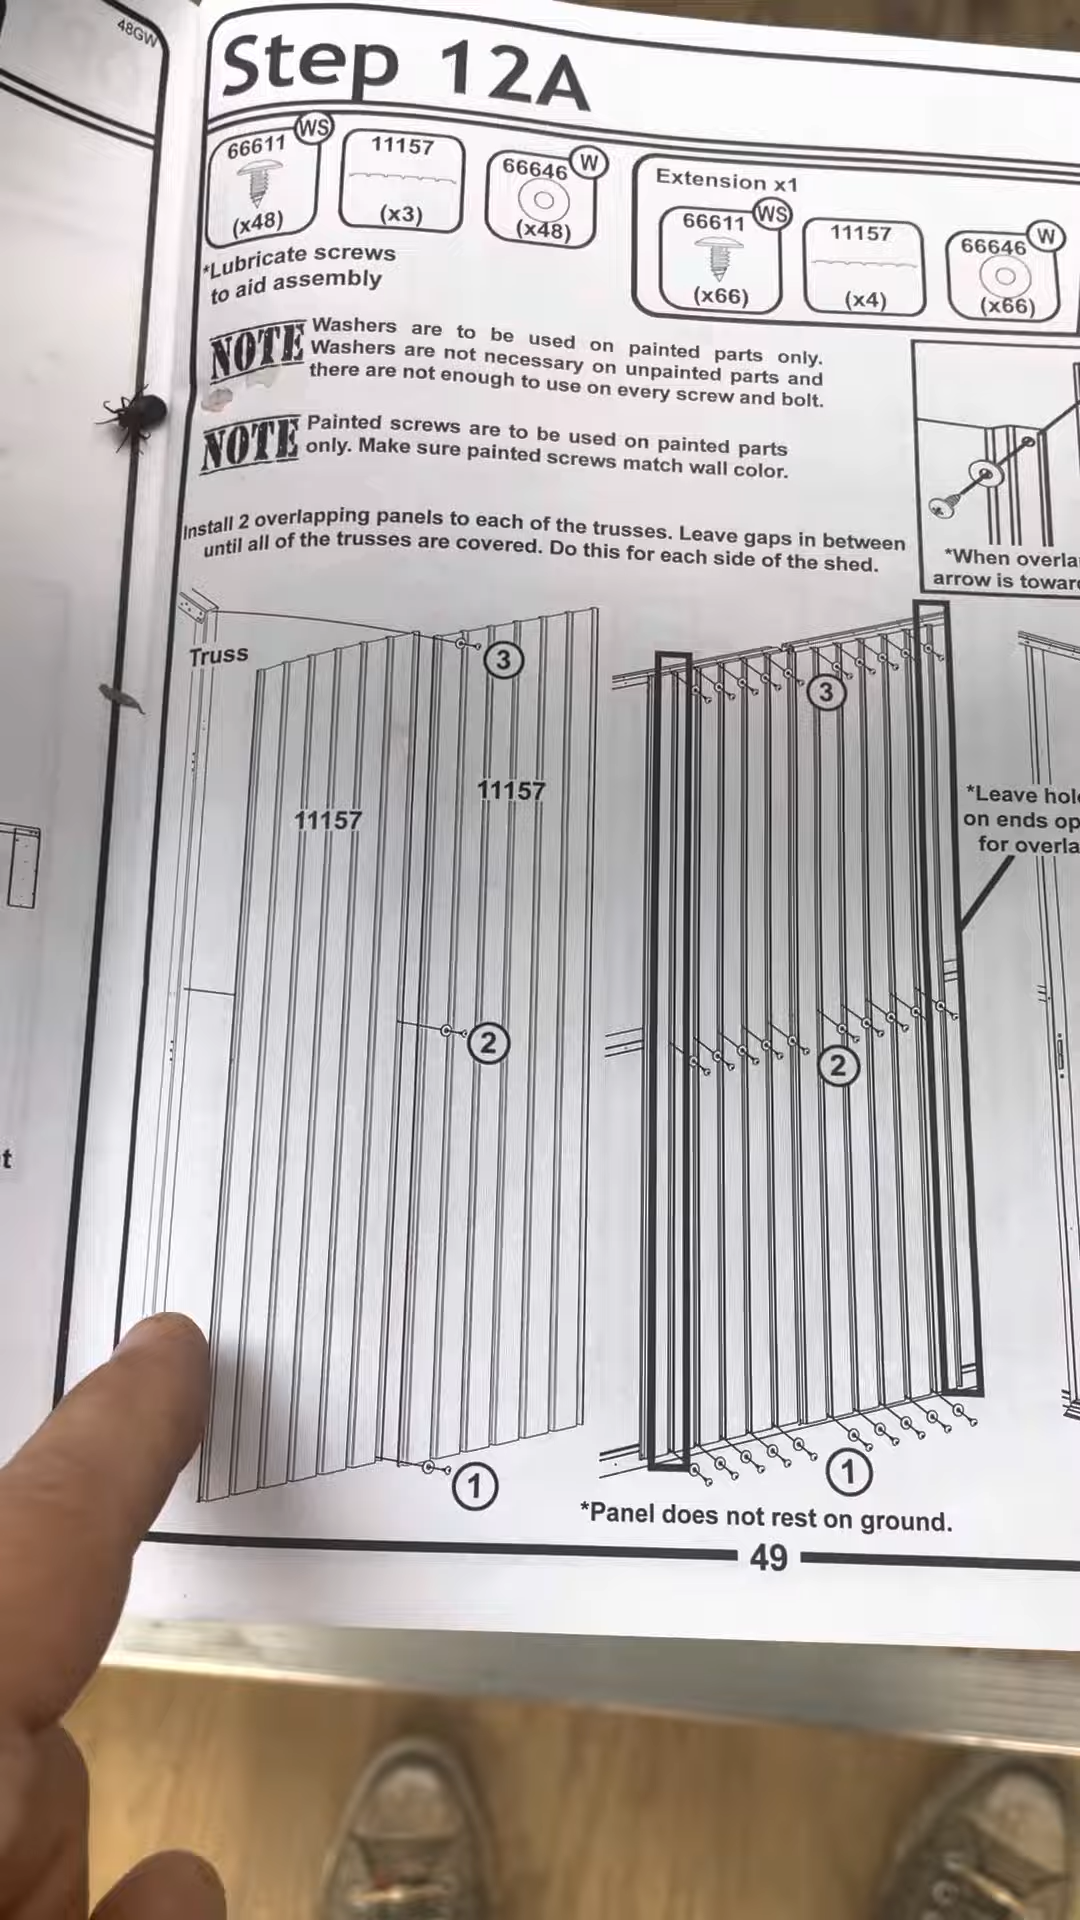 48GW
Step 12A
66611 WS
(x48)
11157
(x3)
66646 W
(x48)
*Lubricate screws
to aid assembly
Extension x1
66611 WS
(x66)
11157
(x4)
66646 W
(x66)
NOTE Washers are to be used on painted parts only.
Washers are not necessary on unpainted parts and
there are not enough to use on every screw and bolt.
NOTE Painted screws are to be used on painted parts
only. Make sure painted screws match wall color.
Install 2 overlapping panels to each of the trusses. Leave gaps in between
until all of the trusses are covered. Do this for each side of the shed.
*When overla
arrow is towar
Truss
3
11157
11157
2
1
3
*Leave hol
on ends op
for overla
2
1
*Panel does not rest on ground.
49
t